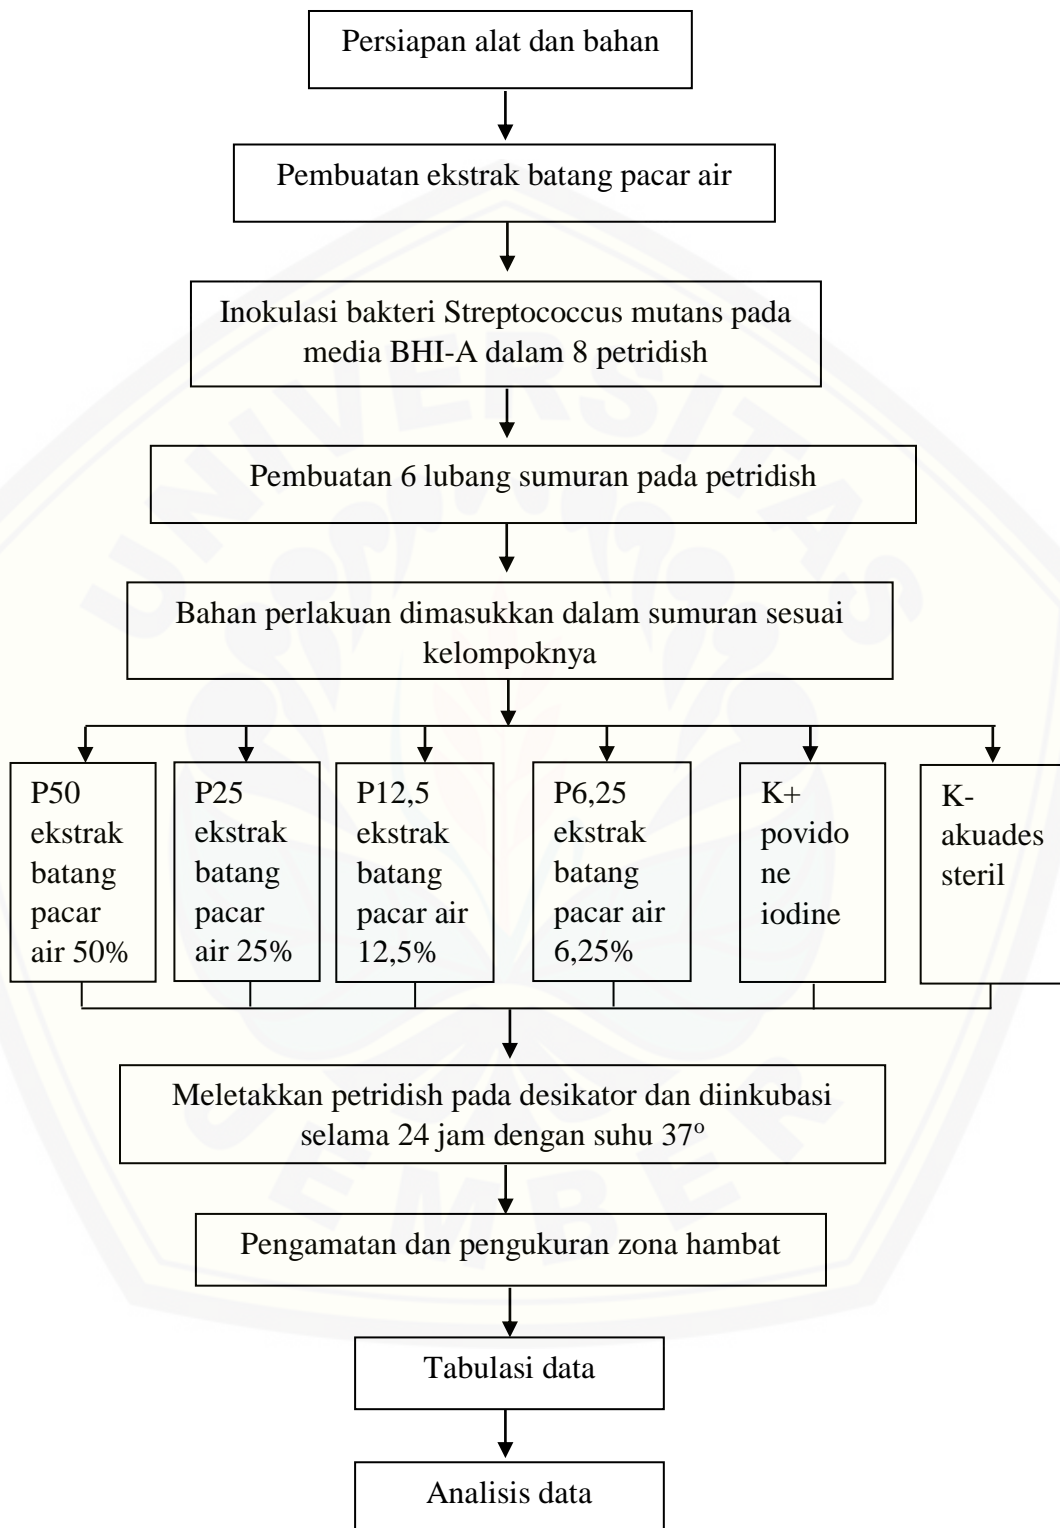 Persiapan alat dan bahan
Pembuatan ekstrak batang pacar air
Inokulasi bakteri Streptococcus mutans pada
media BHI-A dalam 8 petridish
Pembuatan 6 lubang sumuran pada petridish
Bahan perlakuan dimasukkan dalam sumuran sesuai
kelompoknya
P50
ekstrak
batang
pacar
air 50%
P25
ekstrak
batang
pacar
air 25%
P12,5
ekstrak
batang
pacar air
12,5%
P6,25
ekstrak
batang
pacar air
6,25%
K+
povido
ne
iodine
K-
akuades
steril
Meletakkan petridish pada desikator dan diinkubasi
selama 24 jam dengan suhu 37º
Pengamatan dan pengukuran zona hambat
Tabulasi data
Analisis data
UNIVERSITAS
JEMBER